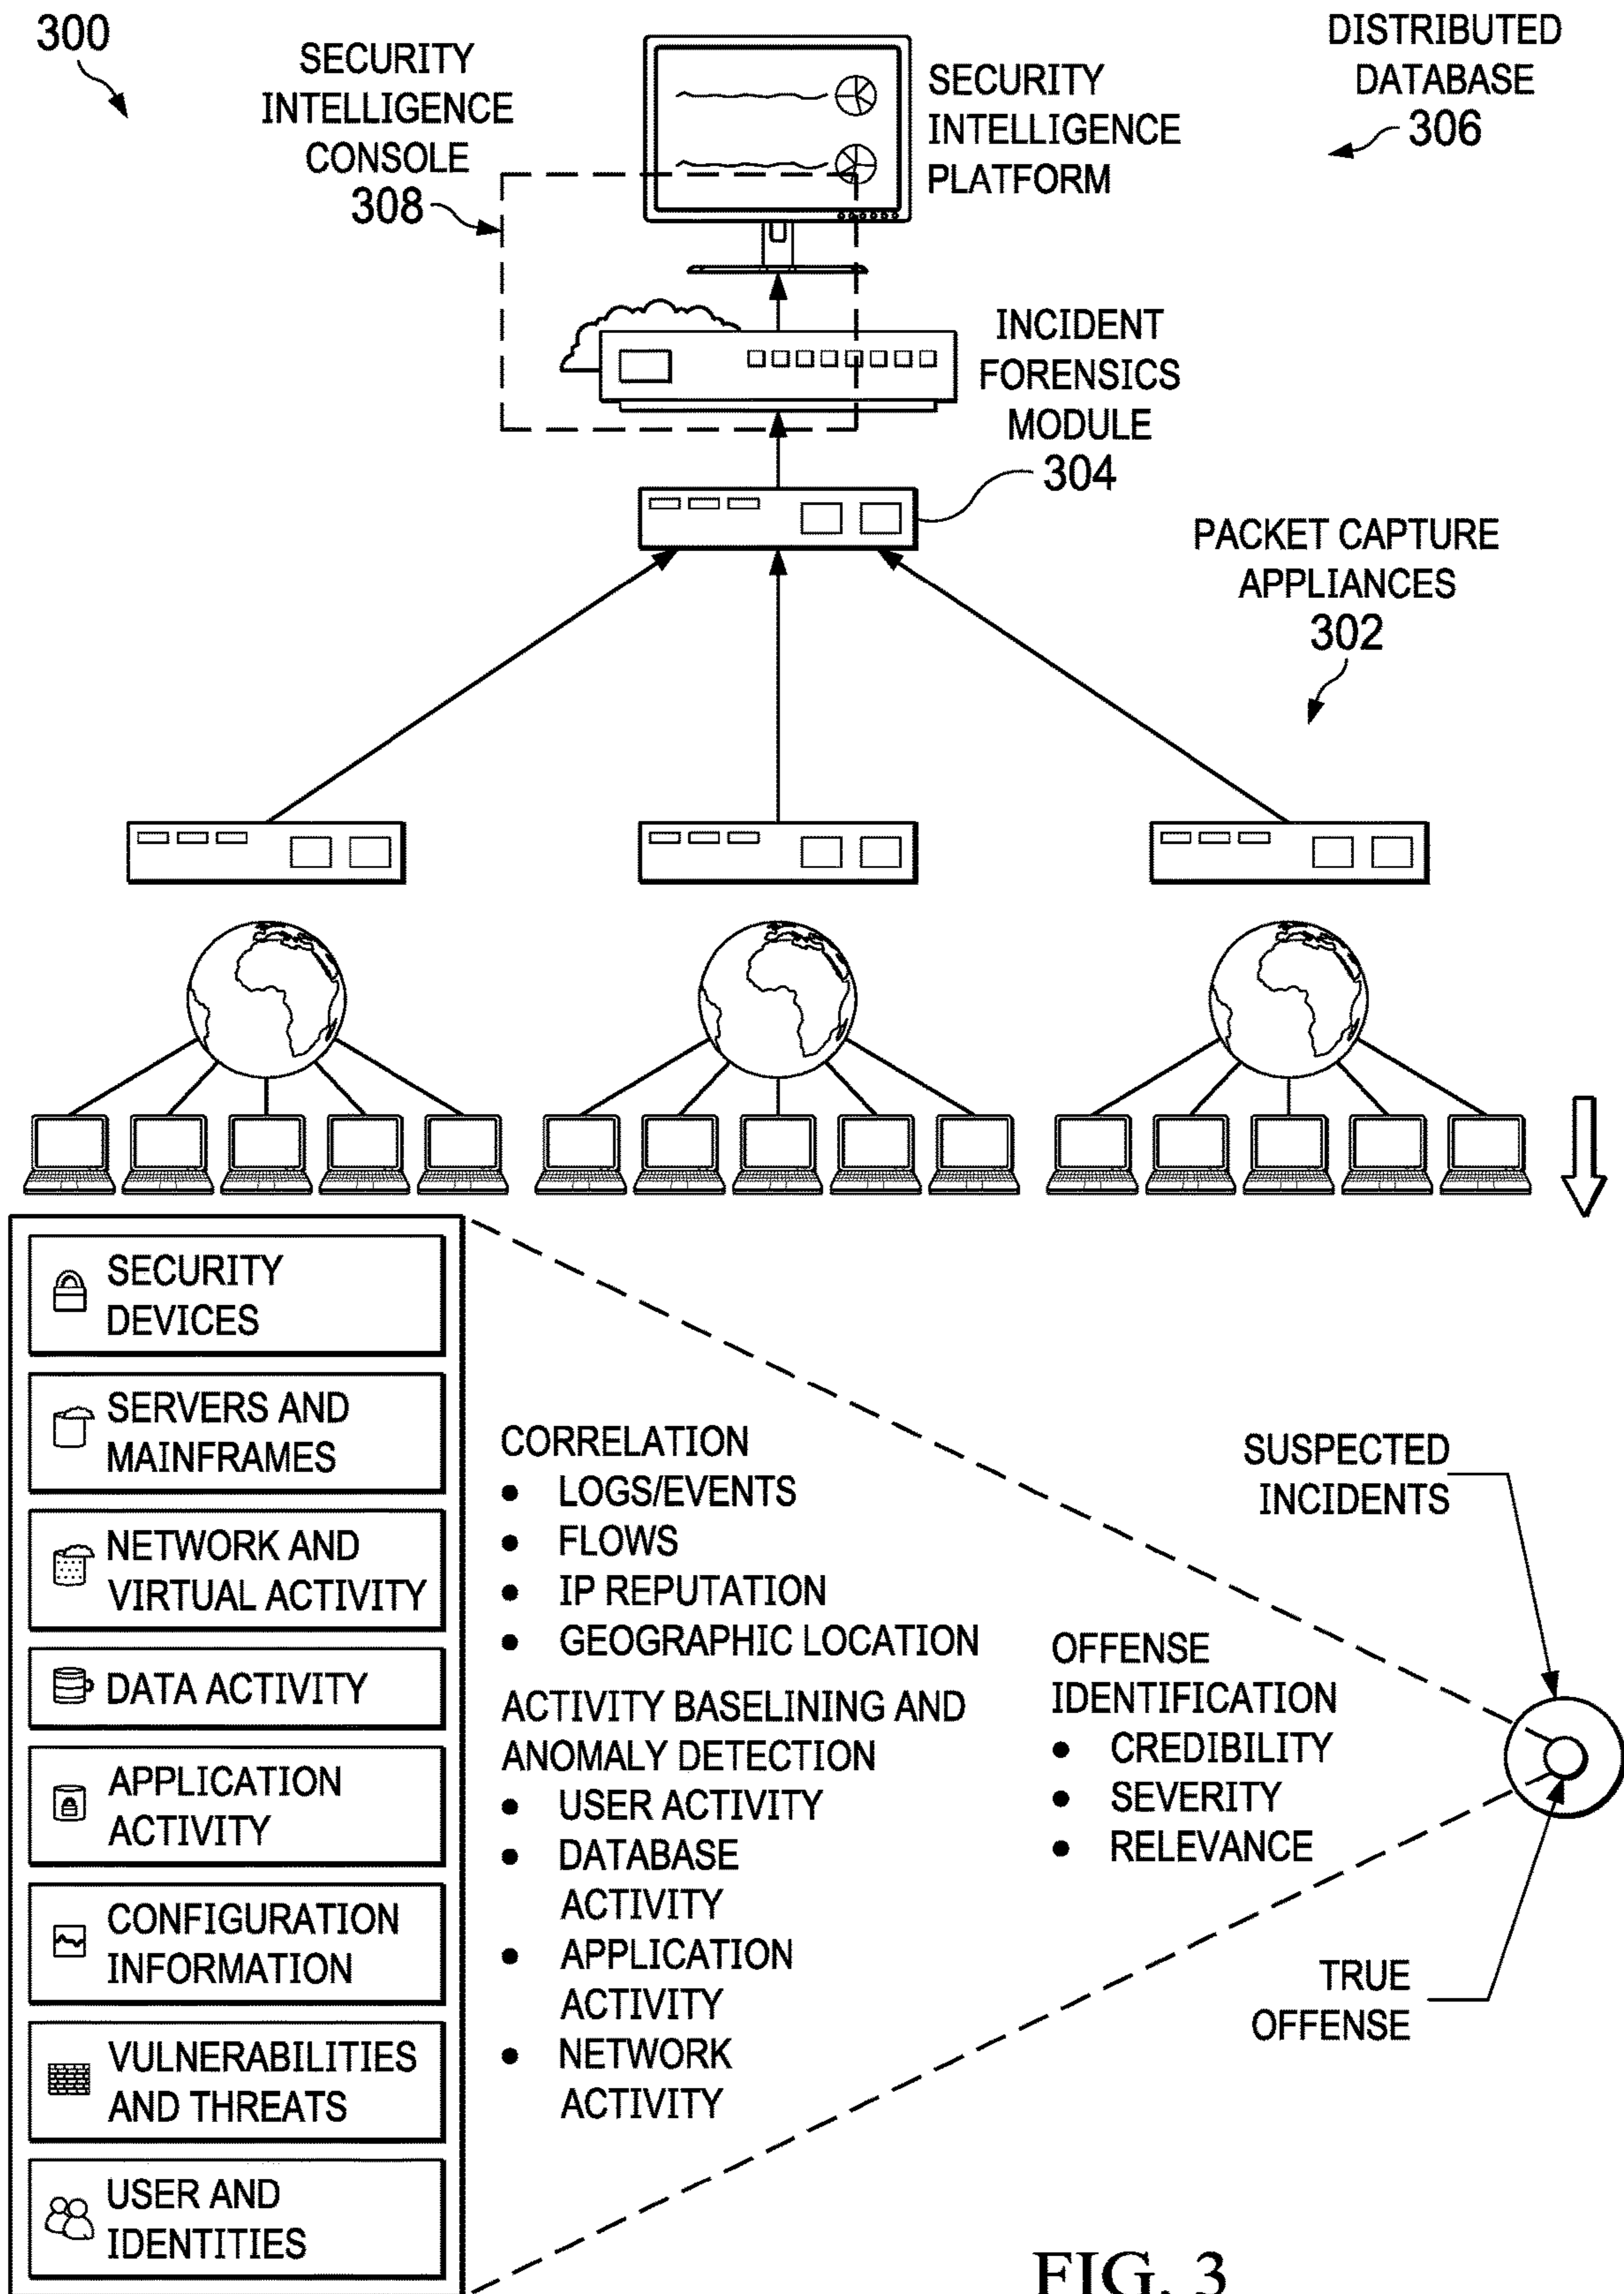 300
SECURITY
INTELLIGENCE
CONSOLE
308
SECURITY
INTELLIGENCE
PLATFORM
DISTRIBUTED
DATABASE
306
INCIDENT
FORENSICS
MODULE
304
PACKET CAPTURE
APPLIANCES
302
SECURITY
DEVICES
SERVERS AND
MAINFRAMES
NETWORK AND
VIRTUAL ACTIVITY
DATA ACTIVITY
APPLICATION
ACTIVITY
CONFIGURATION
INFORMATION
VULNERABILITIES
AND THREATS
USER AND
IDENTITIES
CORRELATION
• LOGS/EVENTS
• FLOWS
• IP REPUTATION
• GEOGRAPHIC LOCATION
ACTIVITY BASELINING AND
ANOMALY DETECTION
• USER ACTIVITY
• DATABASE
ACTIVITY
• APPLICATION
ACTIVITY
• NETWORK
ACTIVITY
OFFENSE
IDENTIFICATION
• CREDIBILITY
• SEVERITY
• RELEVANCE
SUSPECTED
INCIDENTS
TRUE
OFFENSE
FIG. 3